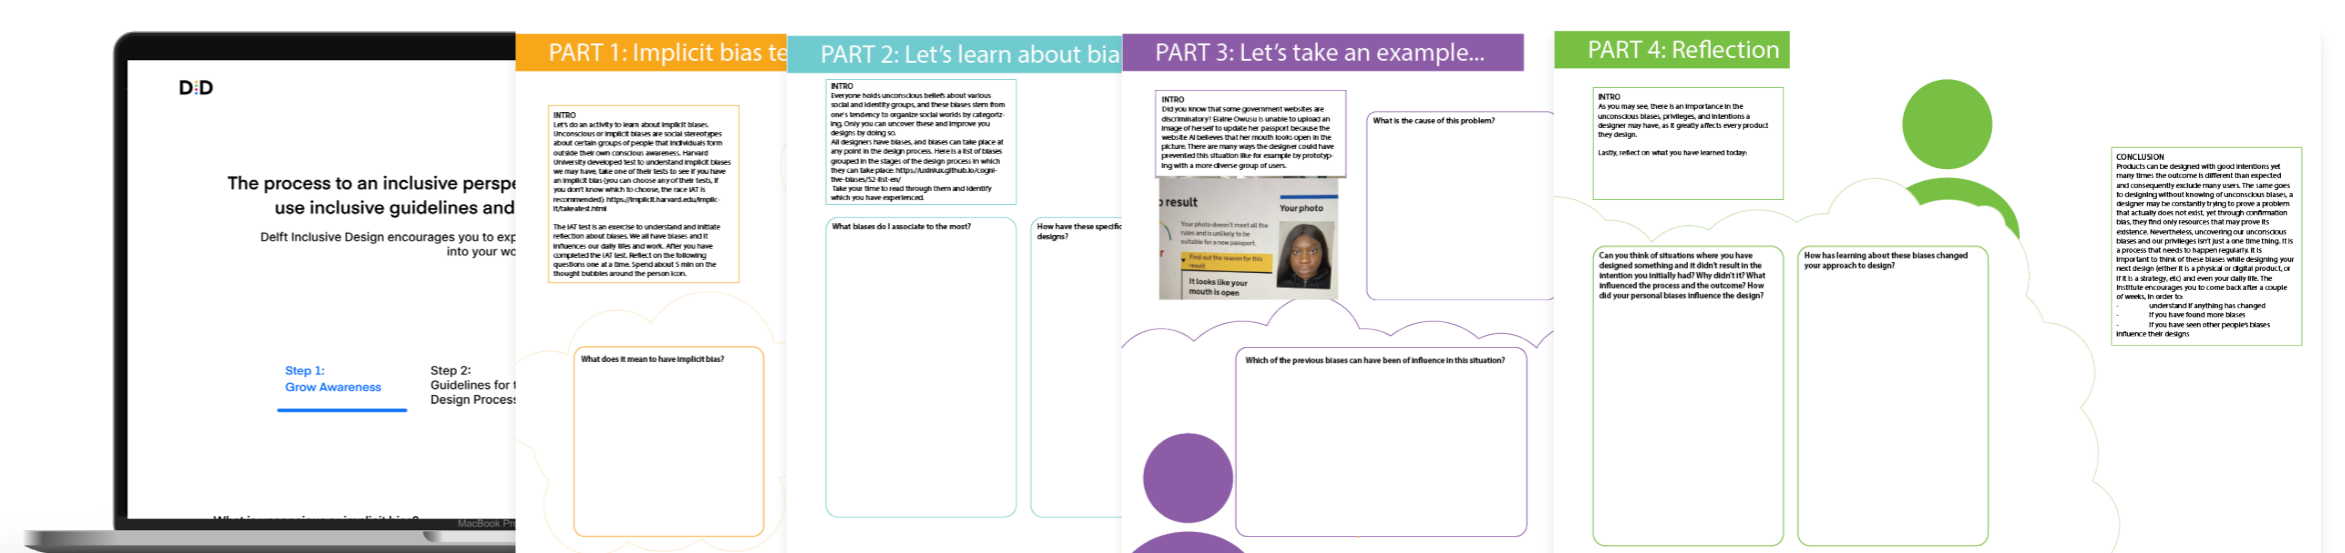 D:D
The process to an inclusive perspe
use inclusive guidelines and
Delft Inclusive Design encourages you to exp
into your wo
Step 1:
Grow Awareness
Step 2:
Guidelines for t
Design Process
MacBook Pr
PART 1: Implicit bias te
INTRO
Let's do an activity to learn about implicit biases.
Unconscious or implicit biases are social stereotypes
about certain groups of people that individuals form
outside their own conscious awareness. Harvard
University developed test to understand implicit biases
we may have, take one of their tests to see if you have
an implicit bias (you can choose any of their tests, if
you don't know which to choose, the race IAT is
recommended): https://implicit.harvard.edu/implic-
it/takeatest.html
The IAT test is an exercise to understand and initiate
reflection about biases. We all have biases and it
influences our daily lifes and work. After you have
completed the IAT test. Reflect on the following
questions one at a time. Spend about 5 min on the
thought bubbles around the person icon.
What does it mean to have implicit bias?
PART 2: Let's learn about bia
INTRO
Everyone holds unconscious beliefs about various
social and identity groups, and these biases stem from
one's tendency to organize social worlds by categoriz-
ing. Only you can uncover these and improve you
designs by doing so.
All designers have biases, and biases can take place at
any point in the design process. Here is a list of biases
grouped in the stages of the design process in which
they can take place: https://uxinlux.github.io/cogni-
tive-biases/52-list-en/
Take your time to read through them and identify
which you have experienced.
What biases do I associate to the most?
How have these specific
designs?
PART 3: Let's take an example...
INTRO
Did you know that some government websites are
discriminatory? Elaine Owusu is unable to upload an
image of herself to update her passport because the
website AI believes that her mouth looks open in the
picture. There are many ways the designer could have
prevented this situation like for example by prototyp-
ing with a more diverse group of users.
result
Your photo
Your photo doesn't meet all the
rules and is unlikely to be
suitable for a new passport.
Find out the reason for this
result
It looks like your
mouth is open
What is the cause of this problem?
Which of the previous biases can have been of influence in this situation?
PART 4: Reflection
INTRO
As you may see, there is an importance in the
unconscious biases, privileges, and intentions a
designer may have, as it greatly affects every product
they design.
Lastly, reflect on what you have learned today:
Can you think of situations where you have
designed something and it didn't result in the
intention you initially had? Why didn't it? What
influenced the process and the outcome? How
did your personal biases influence the design?
How has learning about these biases changed
your approach to design?
CONCLUSION
Products can be designed with good intentions yet
many times the outcome is different than expected
and consequently exclude many users. The same goes
to designing without knowing of unconscious biases, a
designer may be constantly trying to prove a problem
that actually does not exist, yet through confirmation
bias, they find only resources that may prove its
existence. Nevertheless, uncovering our unconscious
biases and our privileges isn't just a one time thing. It is
a process that needs to happen regularly. It is
important to think of these biases while designing your
next design (either it is a physical or digital product, or
if it is a strategy, etc) and even your daily life. The
Institute encourages you to come back after a couple
of weeks, in order to:
- understand if anything has changed
- if you have found more biases
- if you have seen other people's biases
influence their designs